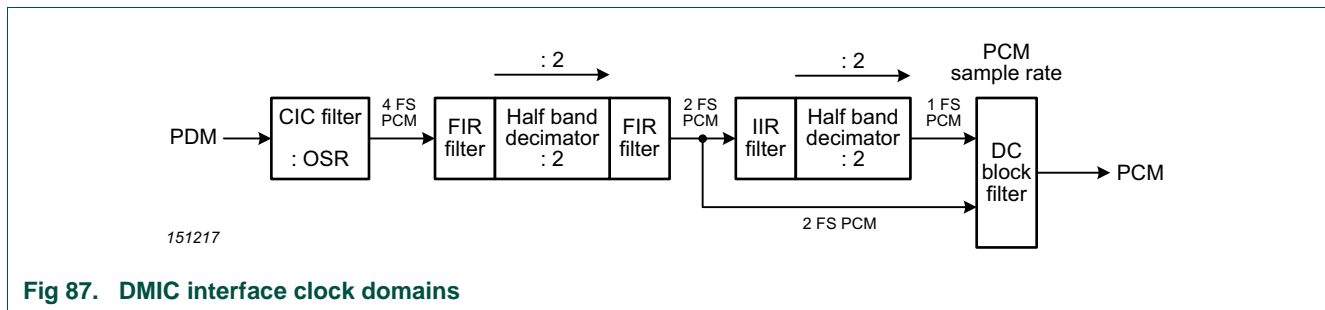 PDM
CIC filter
: OSR
4 FS
PCM
FIR
filter
: 2
Half band
decimator
: 2
FIR
filter
2 FS
PCM
IIR
filter
: 2
Half band
decimator
: 2
1 FS
PCM
2 FS PCM
PCM
sample rate
DC
block
filter
PCM
151217
Fig 87. DMIC interface clock domains